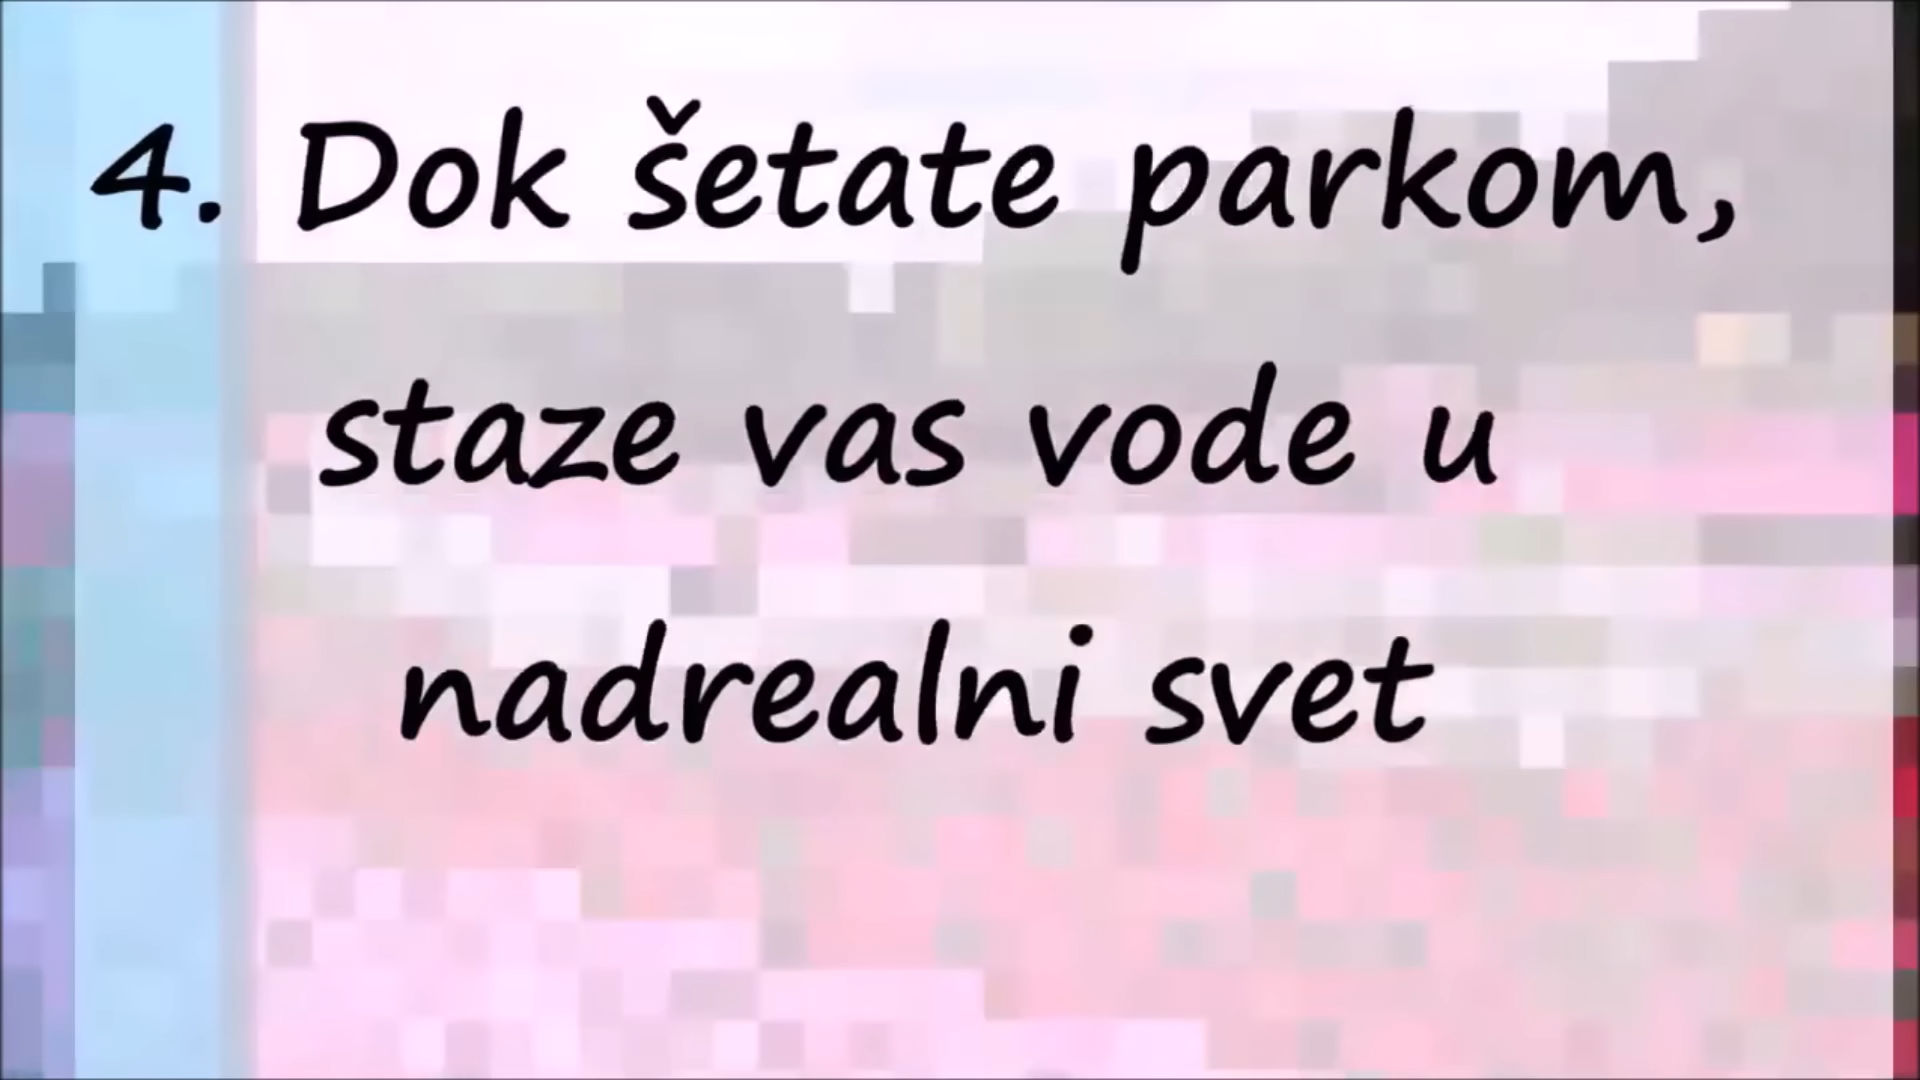 4. Dok šetate parkom,
staze vas vode u
nadrealni svet